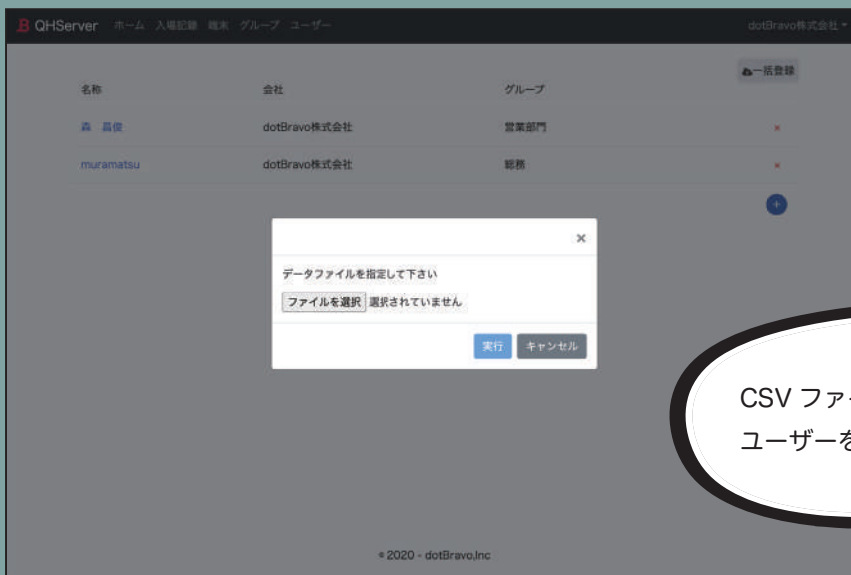 B QHServer ホーム 入場記録 端末 グループ ユーザー dotBravo株式会社
一括登録
名称 会社 グループ
森 昌俊 dotBravo株式会社 営業部門 ×
muramatsu dotBravo株式会社 総務 ×
+
×
データファイルを指定して下さい
ファイルを選択 選択されていません
実行 キャンセル
CSV ファ
ユーザーを
© 2020 - dotBravo,Inc